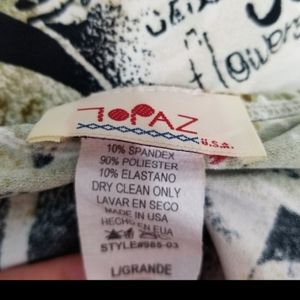 flowers
TOPAZ
U.S.A.
10% SPANDEX
90% POLIESTER
10% ELASTANO
DRY CLEAN ONLY
LAVAR EN SECO
MADE IN USA
HECHO EN EUA
STYLE#985-03
L/GRANDE